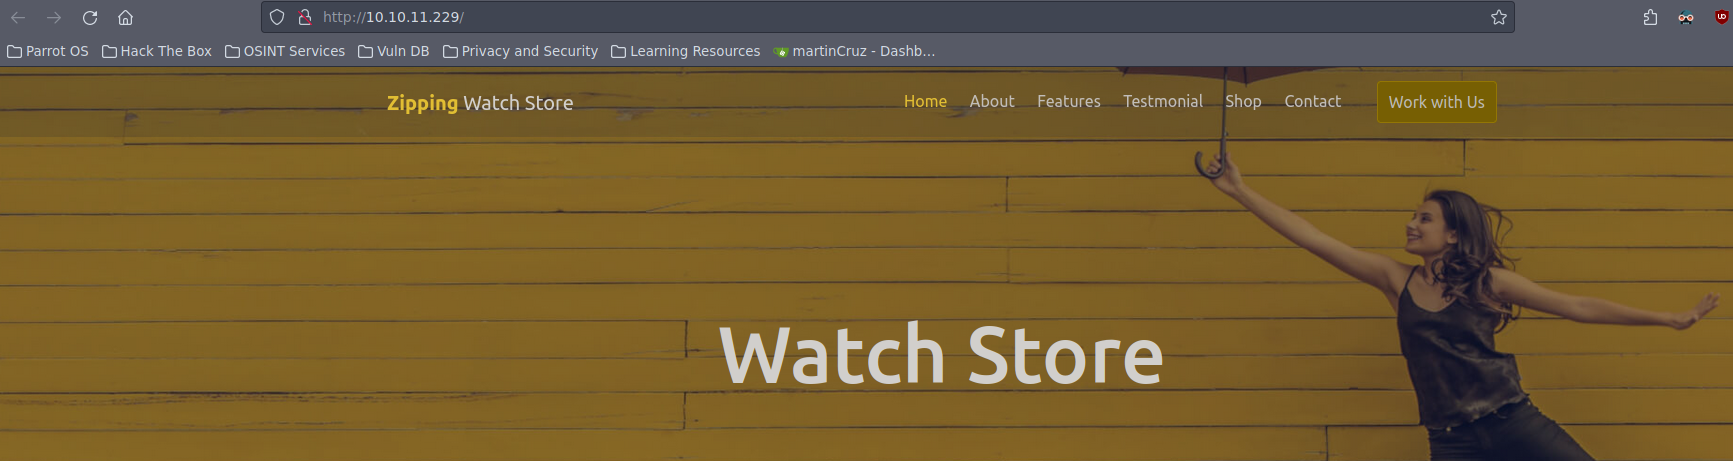 http://10.10.11.229/
Parrot OS Hack The Box OSINT Services Vuln DB Privacy and Security Learning Resources martinCruz - Dashb…
Zipping Watch Store Home About Features Testmonial Shop Contact Work with Us
Watch Store